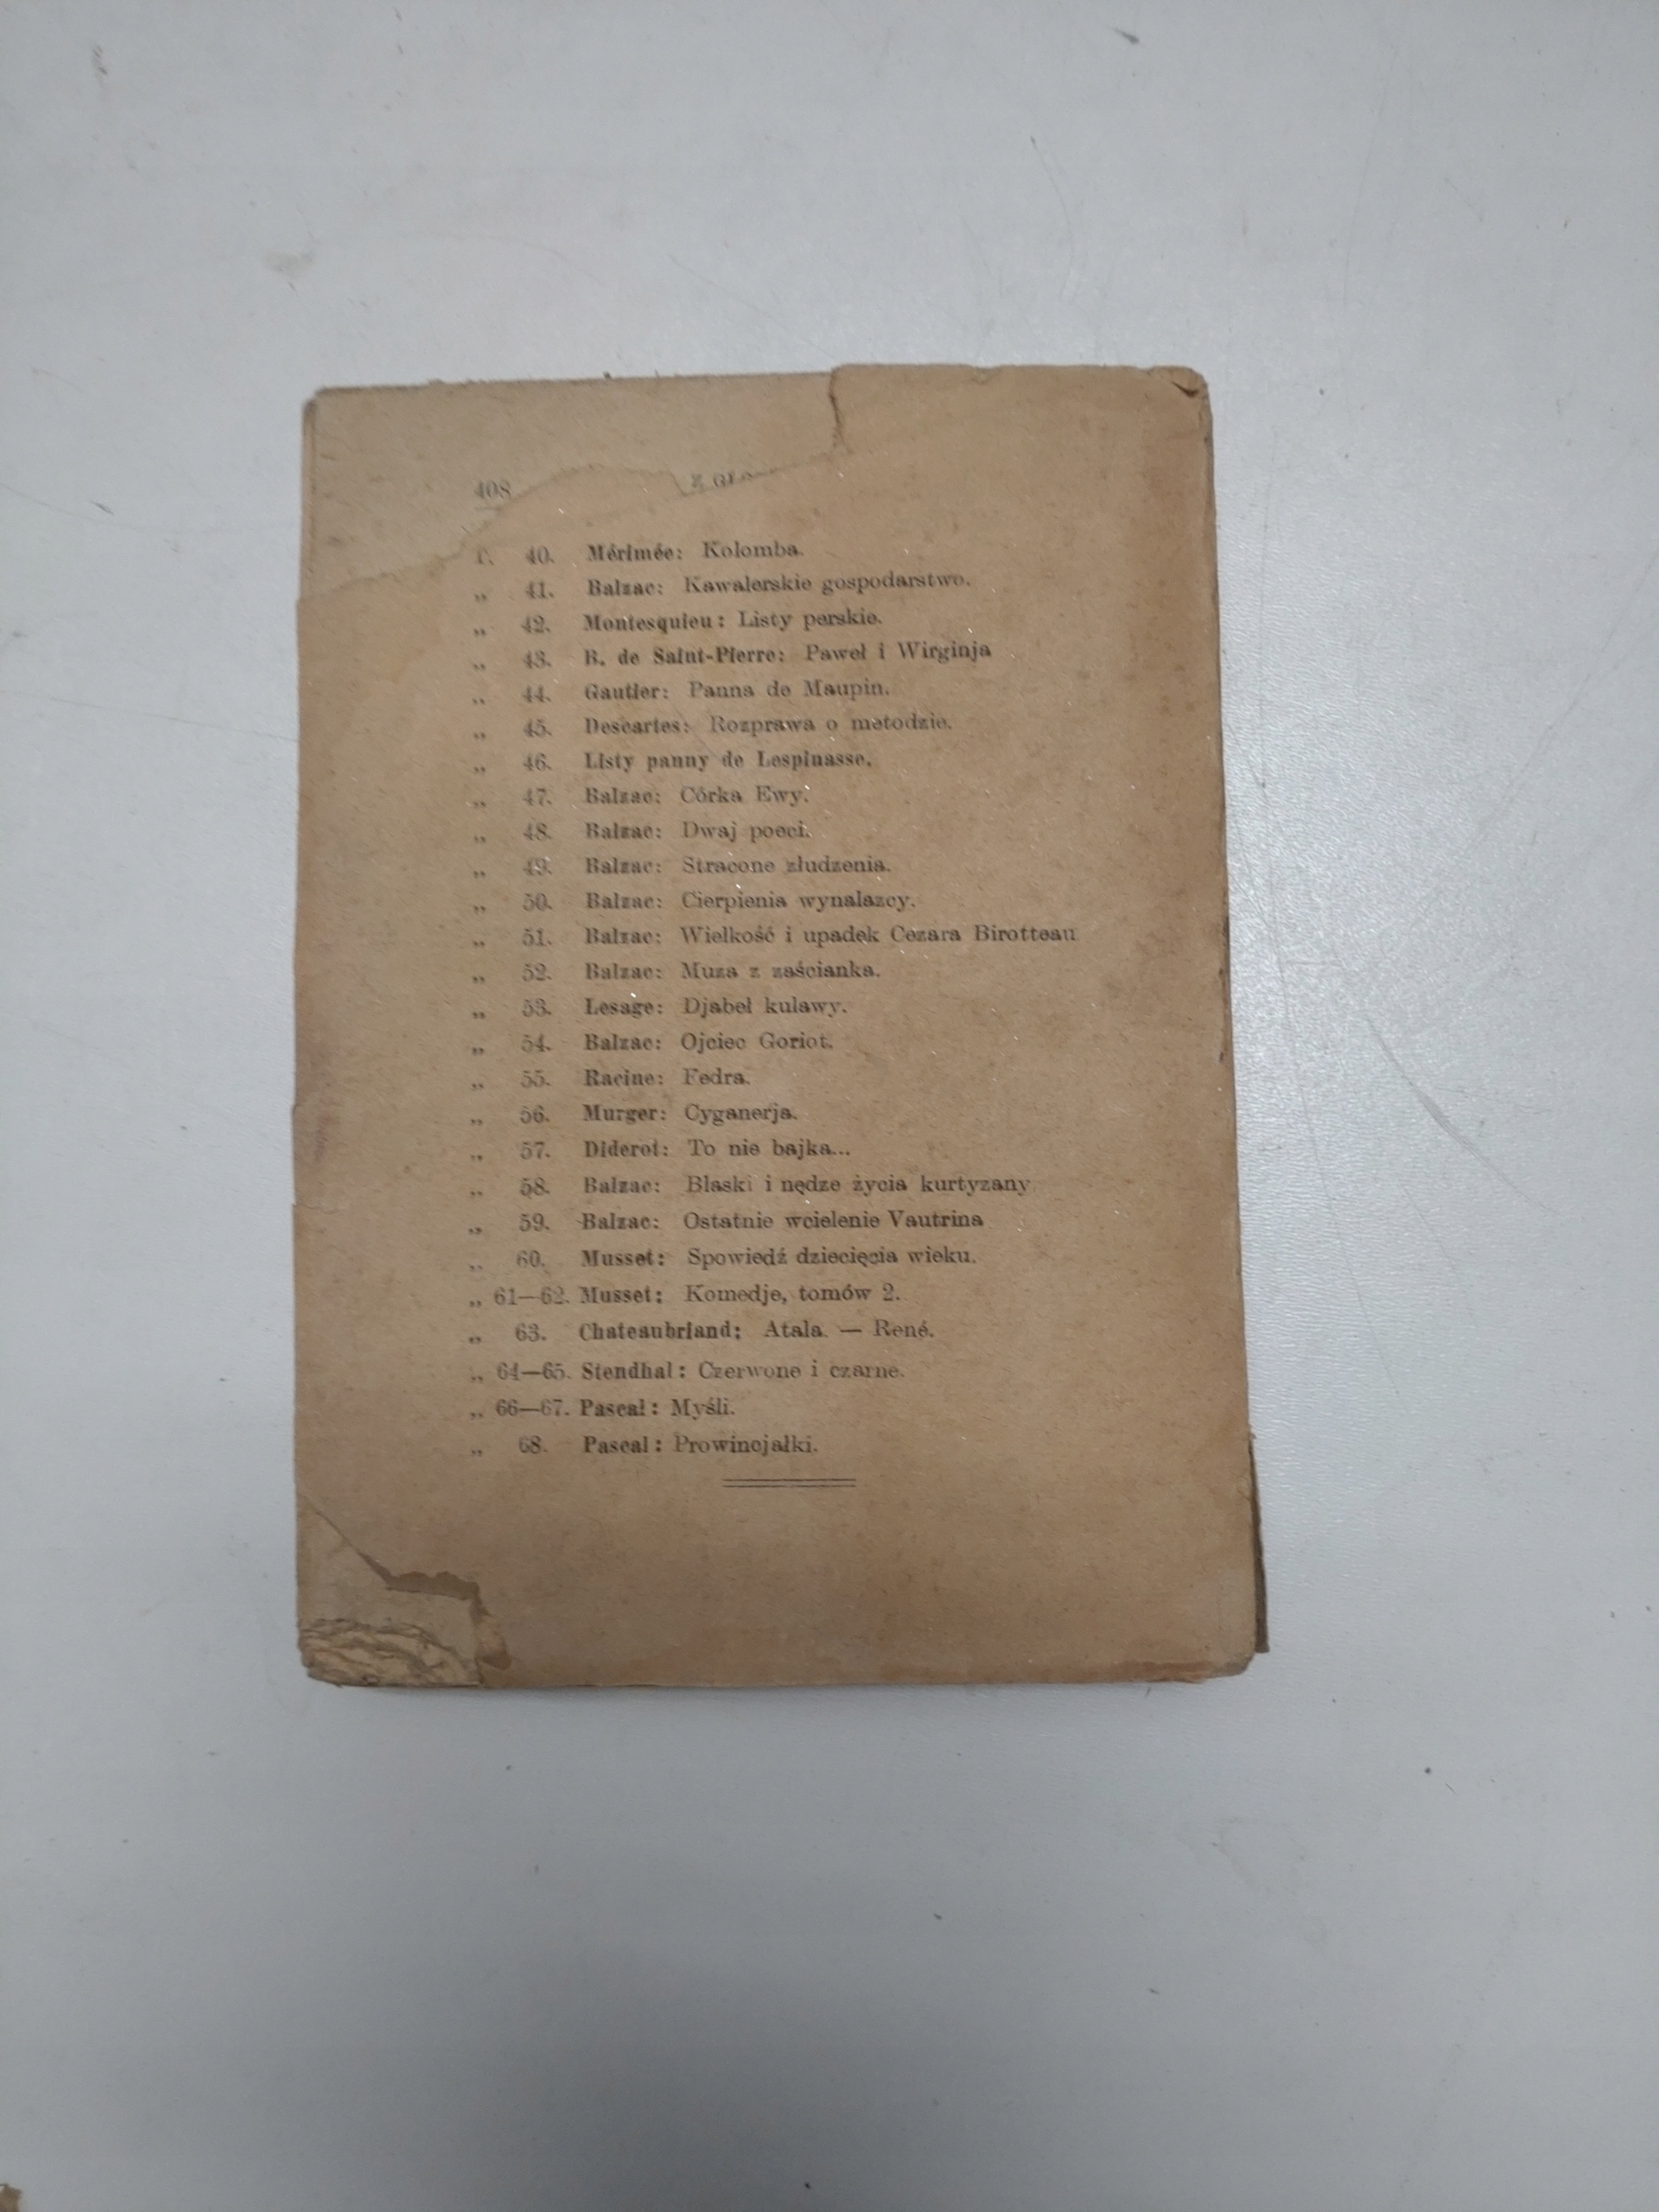 408
T. 40. Mérimée: Kolomba.
„ 41. Balzac: Kawalerskie gospodarstwo.
„ 42. Montesquieu: Listy perskie.
„ 43. B. de Saint-Pierre: Paweł i Wirginja
„ 44. Gautier: Panna de Maupin.
„ 45. Descartes: Rozprawa o metodzie.
„ 46. Listy panny de Lespinasse.
„ 47. Balzac: Córka Ewy.
„ 48. Balzac: Dwaj poeci.
„ 49. Balzac: Stracone złudzenia.
„ 50. Balzac: Cierpienia wynalazcy.
„ 51. Balzac: Wielkość i upadek Cezara Birotteau
„ 52. Balzac: Muza z zaścianka.
„ 53. Lesage: Djabeł kulawy.
„ 54. Balzac: Ojciec Goriot.
„ 55. Racine: Fedra.
„ 56. Murger: Cyganerja.
„ 57. Diderot: To nie bajka...
„ 58. Balzac: Blaski i nędze życia kurtyzany
„ 59. Balzac: Ostatnie wcielenie Vautrina
„ 60. Musset: Spowiedź dziecięcia wieku.
„ 61—62. Musset: Komedje, tomów 2.
„ 63. Chateaubriand: Atala. — René.
„ 64—65. Stendhal: Czerwone i czarne.
„ 66—67. Pascal: Myśli.
„ 68. Pascal: Prowincjałki.